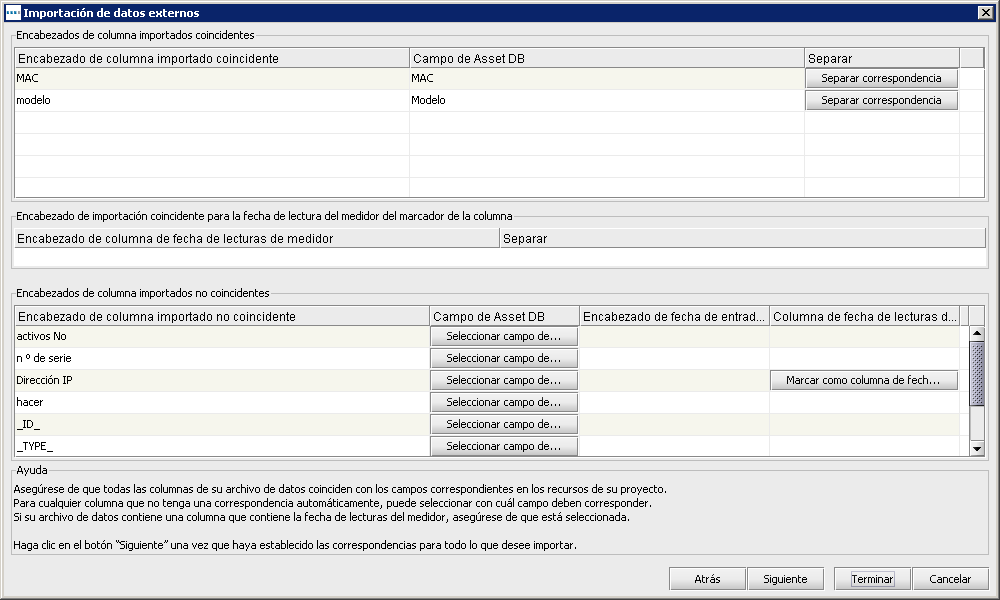 Importación de datos externos
Encabezados de columna importados coincidentes
Encabezado de columna importado coincidente Campo de Asset DB Separar
MAC MAC Separar correspondencia
modelo Modelo Separar correspondencia
Encabezado de importación coincidente para la fecha de lectura del medidor del marcador de la columna
Encabezado de columna de fecha de lecturas de medidor Separar
Encabezados de columna importados no coincidentes
Encabezado de columna importado no coincidente Campo de Asset DB Encabezado de fecha de entrad... Columna de fecha de lecturas d...
activos No Seleccionar campo de...
n º de serie Seleccionar campo de...
Dirección IP Seleccionar campo de... Marcar como columna de fech...
hacer Seleccionar campo de...
_ID_ Seleccionar campo de...
_TYPE_ Seleccionar campo de...
Ayuda
Asegúrese de que todas las columnas de su archivo de datos coinciden con los campos correspondientes en los recursos de su proyecto.
Para cualquier columna que no tenga una correspondencia automáticamente, puede seleccionar con cuál campo deben corresponder.
Si su archivo de datos contiene una columna que contiene la fecha de lecturas del medidor, asegúrese de que está seleccionada.
Haga clic en el botón “Siguiente” una vez que haya establecido las correspondencias para todo lo que desee importar.
Atrás Siguiente Terminar Cancelar